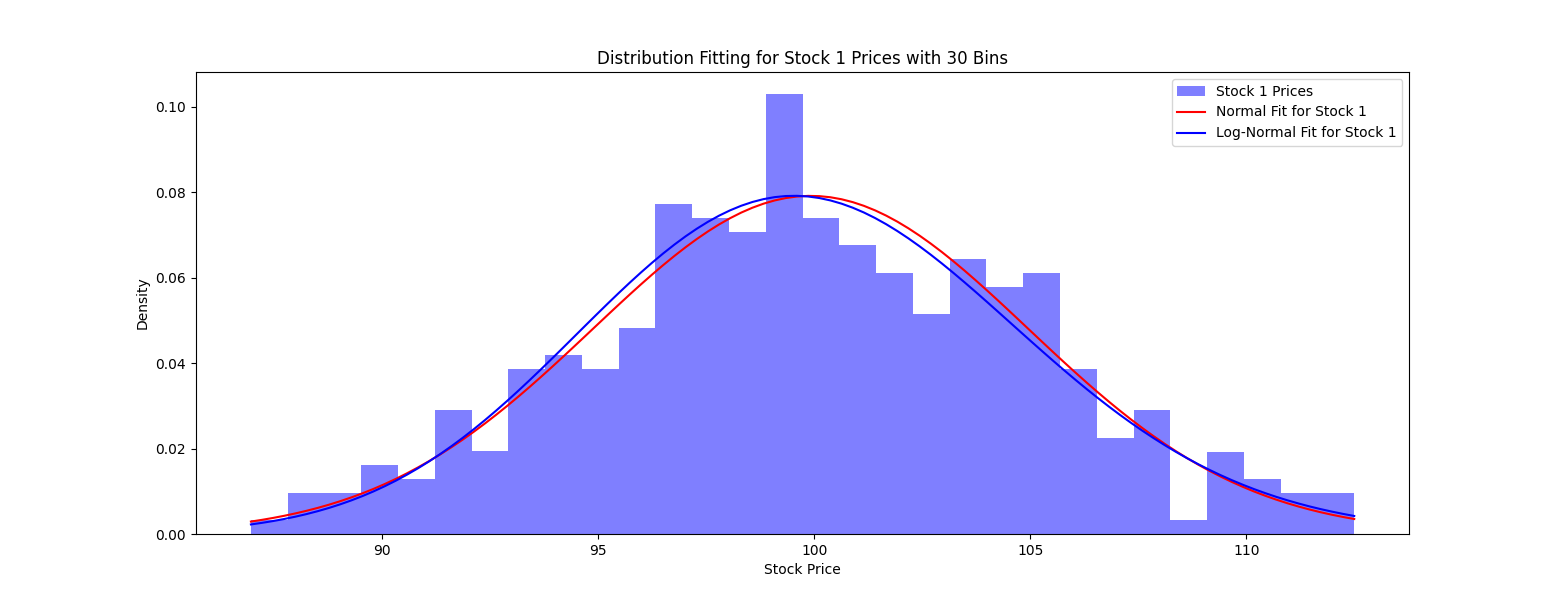 Distribution Fitting for Stock 1 Prices with 30 Bins
Stock 1 Prices
Normal Fit for Stock 1
Log-Normal Fit for Stock 1
Density
0.10
0.08
0.06
0.04
0.02
0.00
90
95
100
105
110
Stock Price